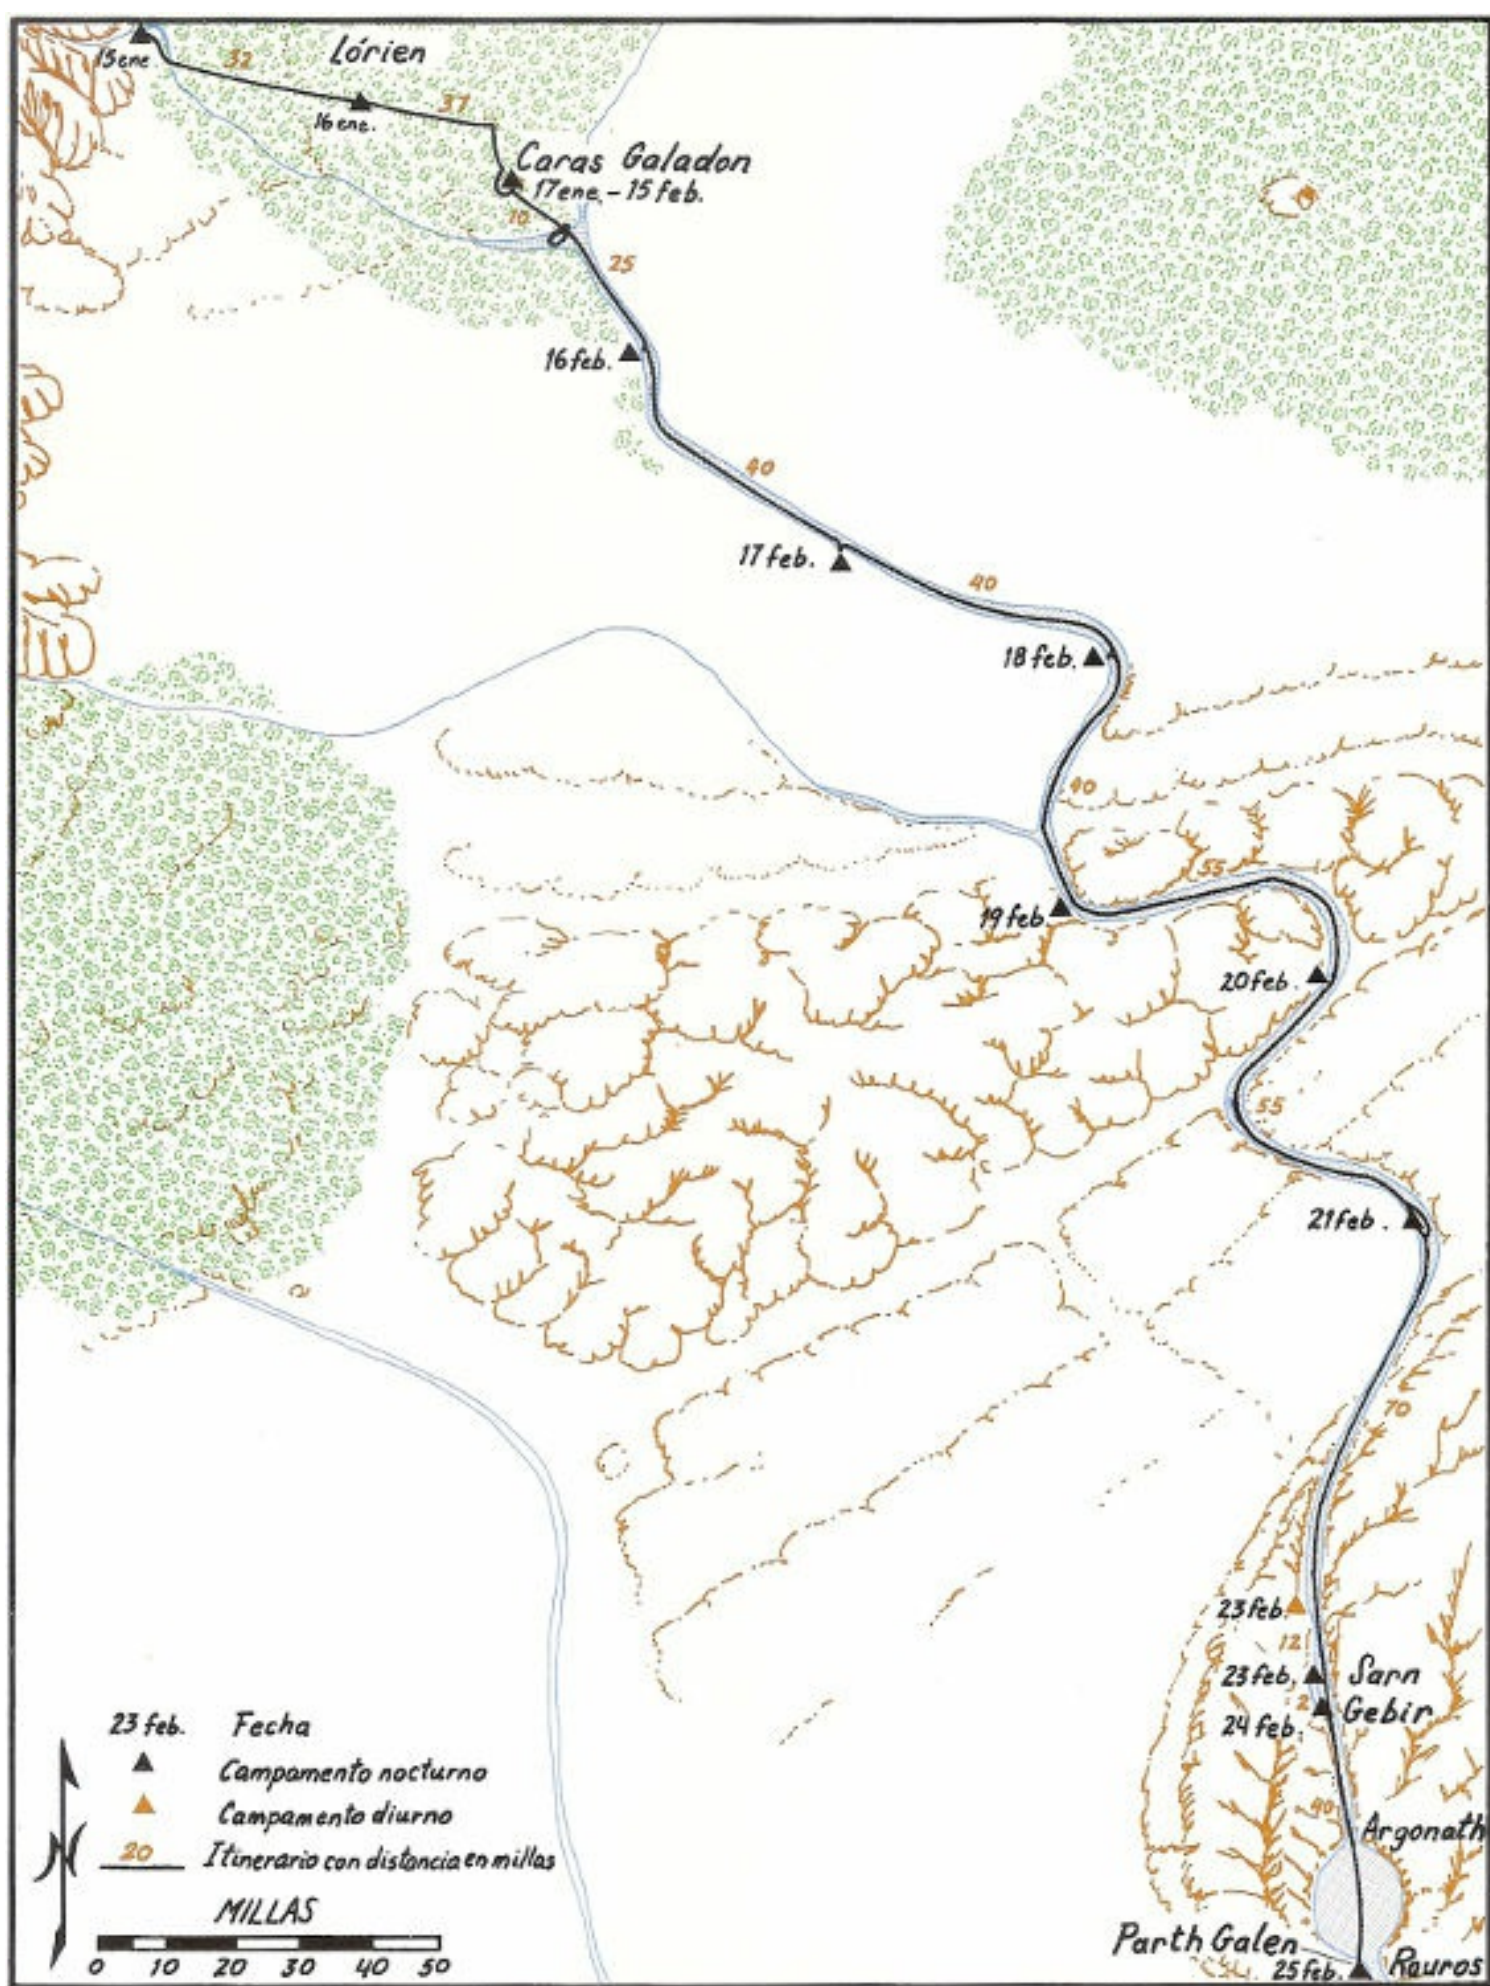 15 ene.
32
Lórien
16 ene.
37
Caras Galadon
17 ene. - 15 feb.
10
25
16 feb.
40
17 feb.
40
18 feb.
40
55
19 feb.
20 feb.
55
21 feb.
70
23 feb.
12
23 feb.
Sarn
2
Gebir
24 feb.
40
Argonath
Parth Galen
25 feb.
Rauros
23 feb. Fecha
Campamento nocturno
Campamento diurno
20 Itinerario con distancia en millas
N
MILLAS
0 10 20 30 40 50